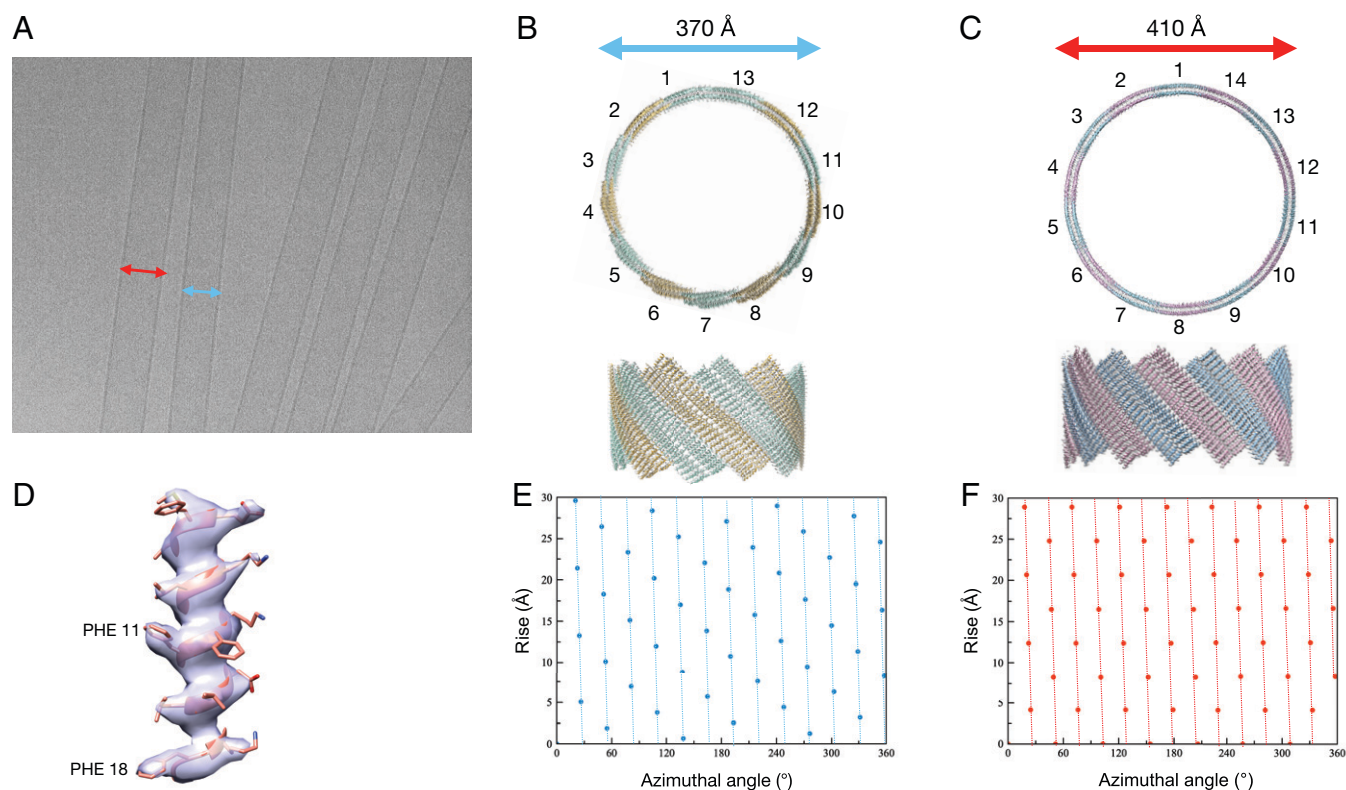 A
B
370 Å
1
13
2
12
3
11
4
10
5
9
6
8
7
C
410 Å
1
2
14
3
13
4
12
5
11
6
10
7
9
8
D
PHE 11
PHE 18
E
30
25
20
15
10
5
0
Rise (Å)
0 60 120 180 240 300 360
Azimuthal angle (°)
F
30
25
20
15
10
5
0
Rise (Å)
0 60 120 180 240 300 360
Azimuthal angle (°)